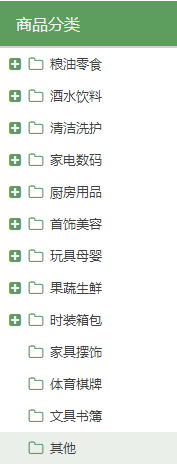 商品分类
粮油零食
酒水饮料
清洁洗护
家电数码
厨房用品
首饰美容
玩具母婴
果蔬生鲜
时装箱包
家具摆饰
体育棋牌
文具书簿
其他